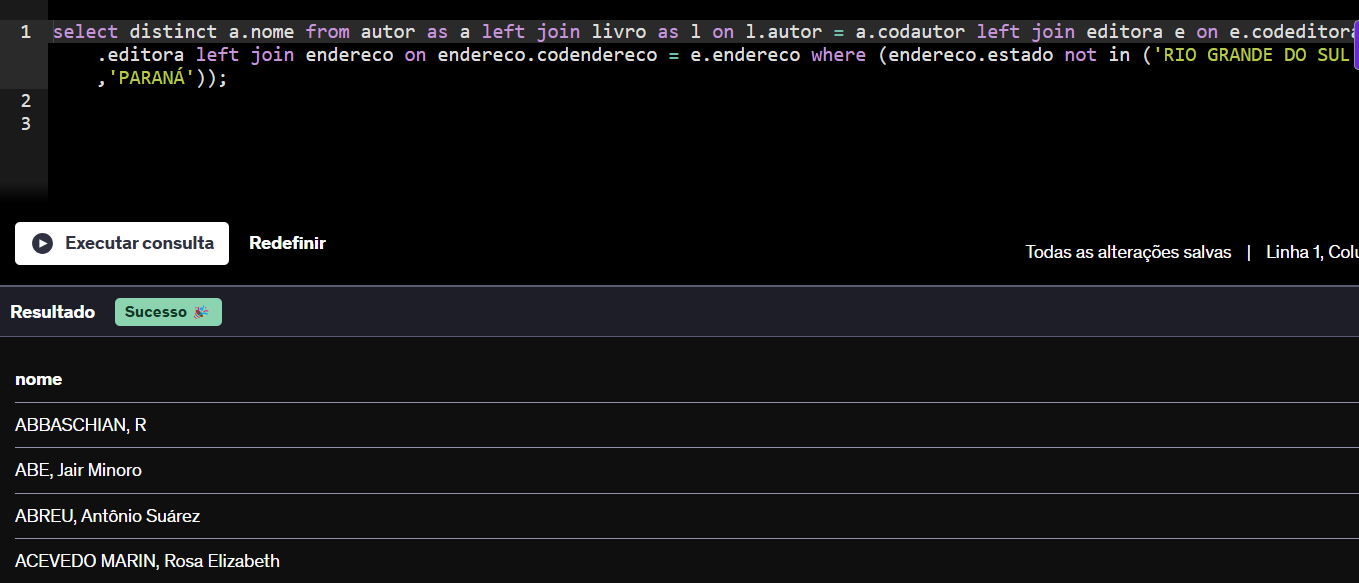 1 select distinct a.nome from autor as a left join livro as l on l.autor = a.codautor left join editora e on e.codeditora
.editora left join endereco on endereco.codendereco = e.endereco where (endereco.estado not in ('RIO GRANDE DO SUL
,'PARANÁ'));
2
3
Executar consulta Redefinir
Todas as alterações salvas | Linha 1,
Resultado Sucesso 🎉
nome
ABBASCHIAN, R
ABE, Jair Minoro
ABREU, Antônio Suárez
ACEVEDO MARIN, Rosa Elizabeth